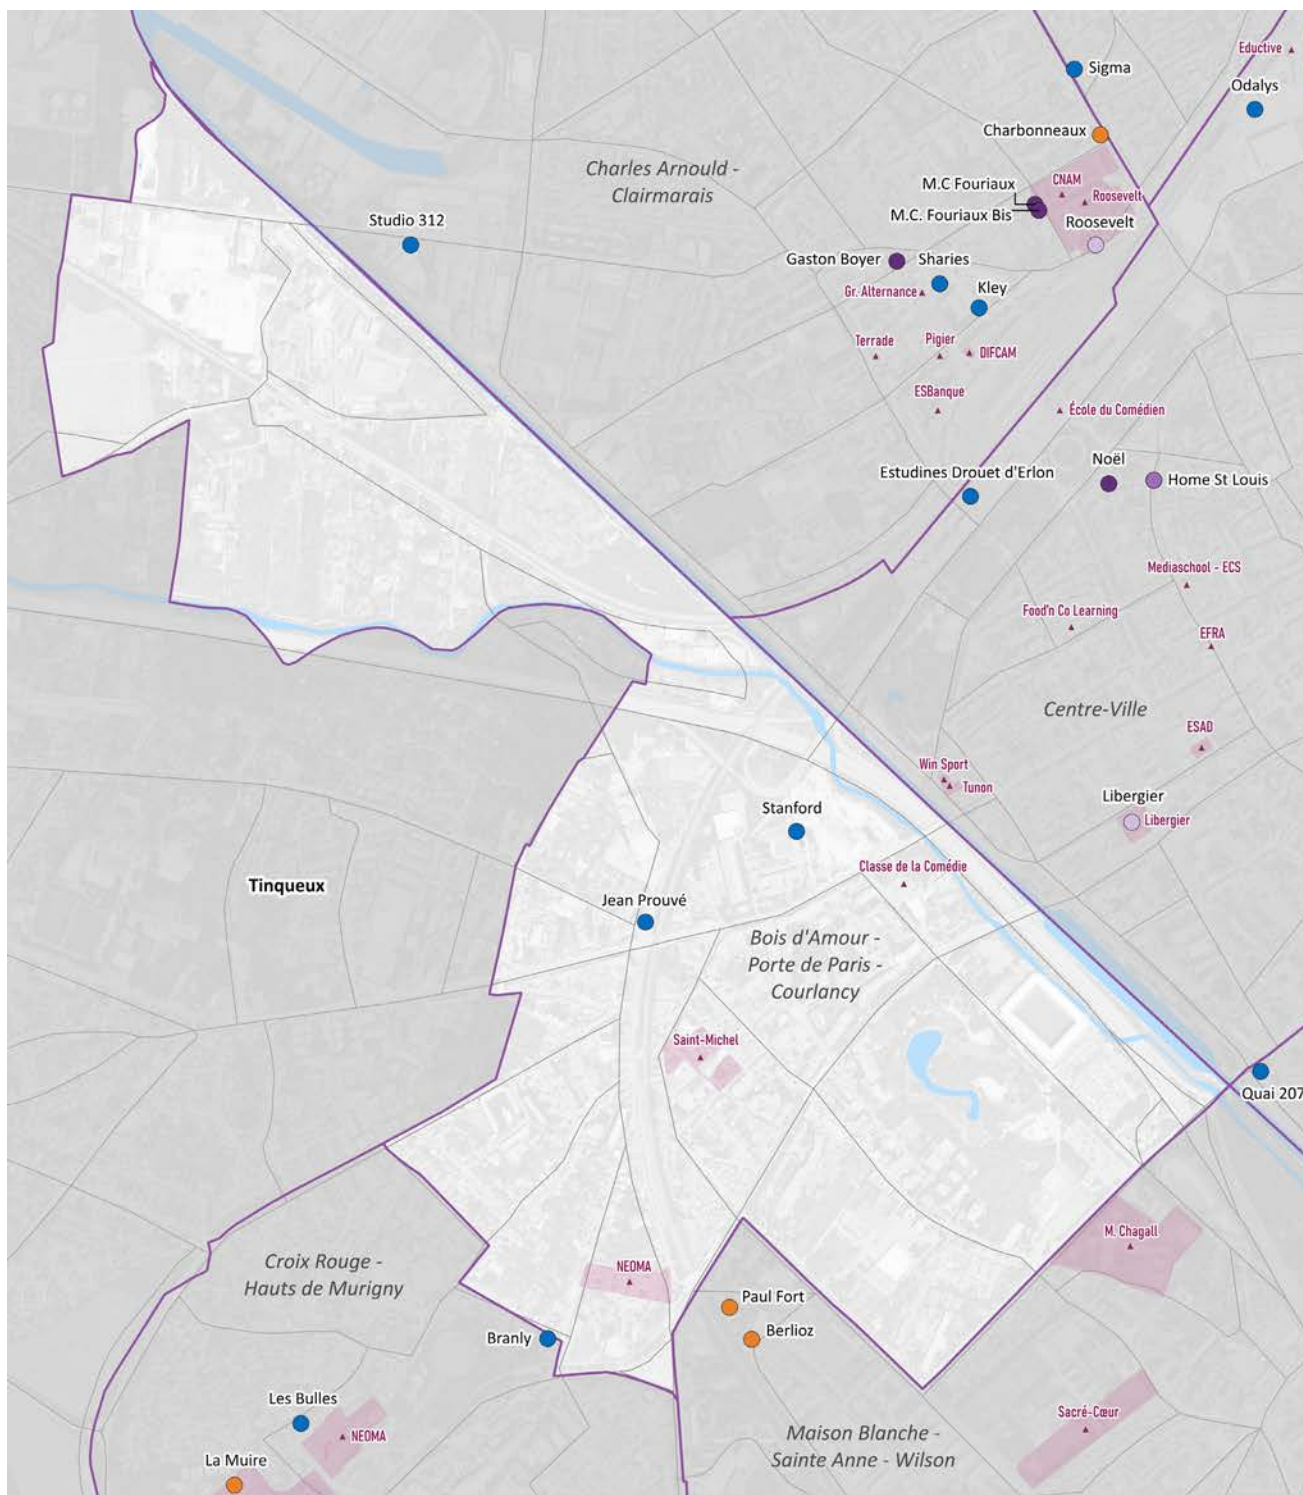 Eductive
Sigma
Odalys
Charbonneaux
Charles Arnould -
Clairmarais
CNAM
M.C Fouriaux
Roosevelt
M.C. Fouriaux Bis
Roosevelt
Studio 312
Gaston Boyer
Sharies
Gr. Alternance
Kley
Terrade
Pigier
DIFCAM
ESBanque
École du Comédien
Noël
Estudines Drouet d'Erlon
Home St Louis
Mediaschool - ECS
Food'n Co Learning
EFRA
Centre-Ville
ESAD
Win Sport
Tunon
Libergier
Libergier
Stanford
Classe de la Comédie
Tinqueux
Jean Prouvé
Bois d'Amour -
Porte de Paris -
Courlancy
Saint-Michel
Quai 207
M. Chagall
Croix Rouge -
Hauts de Murigny
NEOMA
Paul Fort
Berlioz
Branly
Les Bulles
NEOMA
Sacré-Cœur
Maison Blanche -
Sainte Anne - Wilson
La Muire